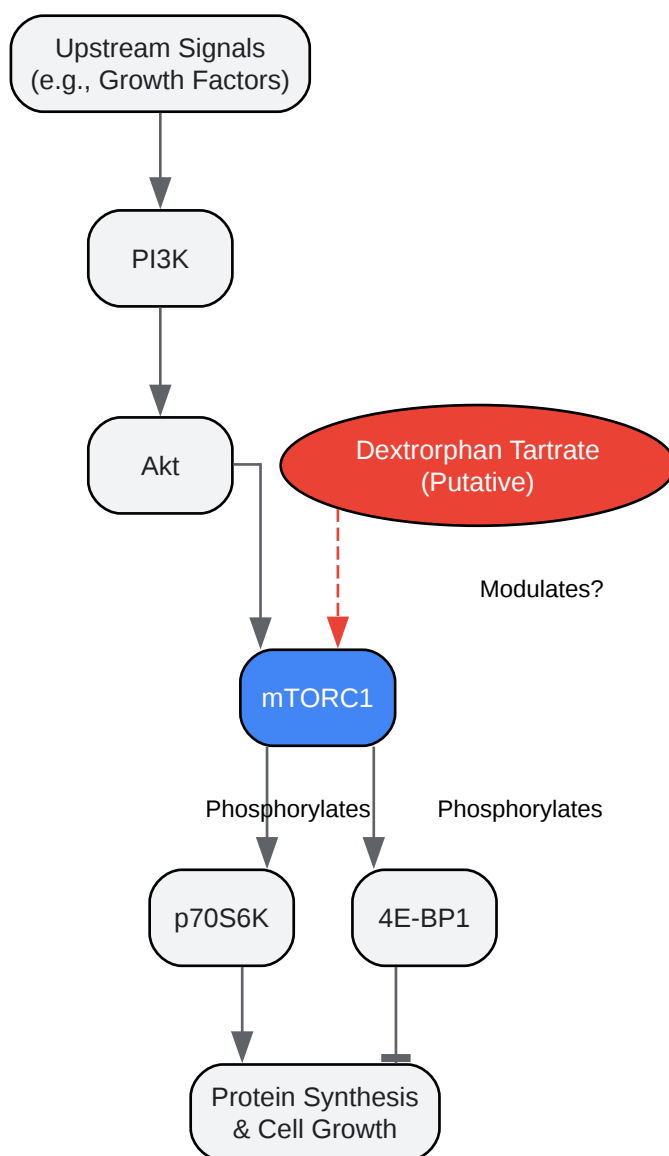 Upstream Signals
(e.g., Growth Factors)
PI3K
Akt
Dextrorphan Tartrate
(Putative)
Modulates?
mTORC1
Phosphorylates
Phosphorylates
p70S6K
4E-BP1
Protein Synthesis
& Cell Growth